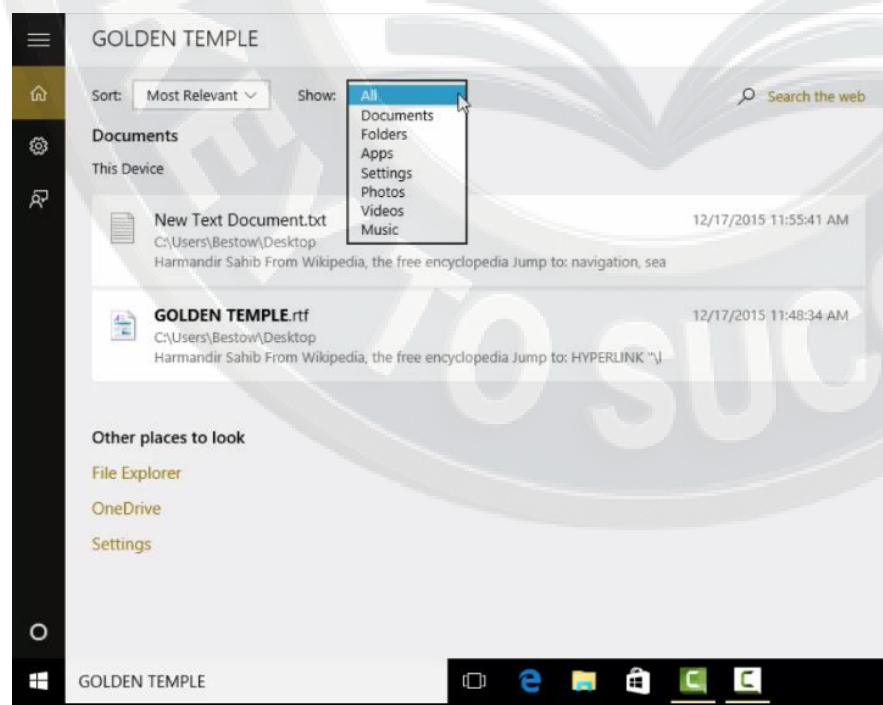 GOLDEN TEMPLE
Sort: Most Relevant Show: All
Search the web
Documents
Folders
Apps
Settings
Photos
Videos
Music
Documents
This Device
New Text Document.txt 12/17/2015 11:55:41 AM
C:\Users\Bestow\Desktop
Harmandir Sahib From Wikipedia, the free encyclopedia Jump to: navigation, sea
GOLDEN TEMPLE.rtf 12/17/2015 11:48:34 AM
C:\Users\Bestow\Desktop
Harmandir Sahib From Wikipedia, the free encyclopedia Jump to: HYPERLINK "\l
Other places to look
File Explorer
OneDrive
Settings
GOLDEN TEMPLE
KEY TO SUC